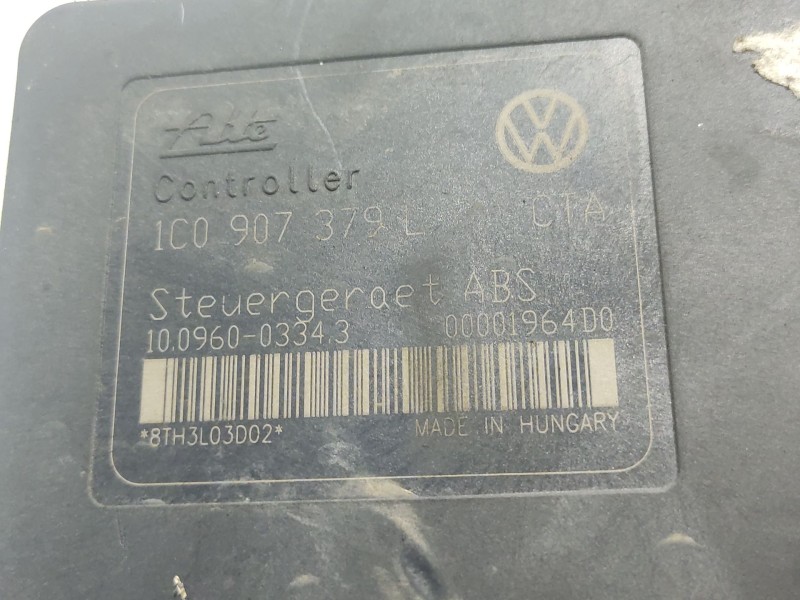 Ate
Controller
1C0 907 379 L CTA
Steuergeraet ABS
10.0960-0334.3 00001964D0
*8TH3L03D02* MADE IN HUNGARY